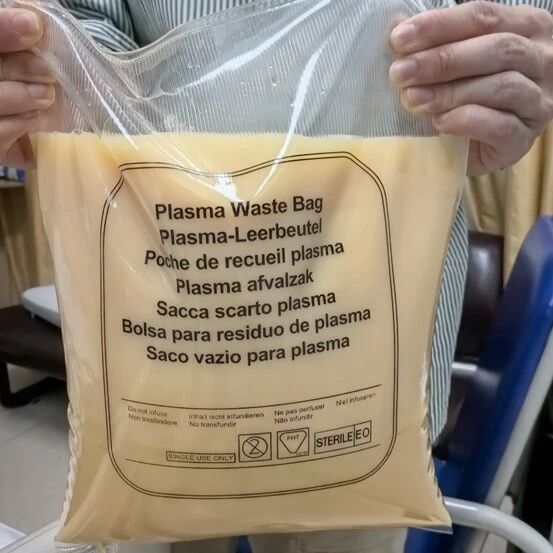 Plasma Waste Bag
Plasma-Leerbeutel
Poche de recueil plasma
Plasma afvalzak
Sacca scarto plasma
Bolsa para residuo de plasma
Saco vazio para plasma
Do not infuse Inhalt nicht infundieren No pas perfuser Niet infuseren
Non trasfondere No transfundir Não infundir
SINGLE USE ONLY 2 PHT STERILE EO